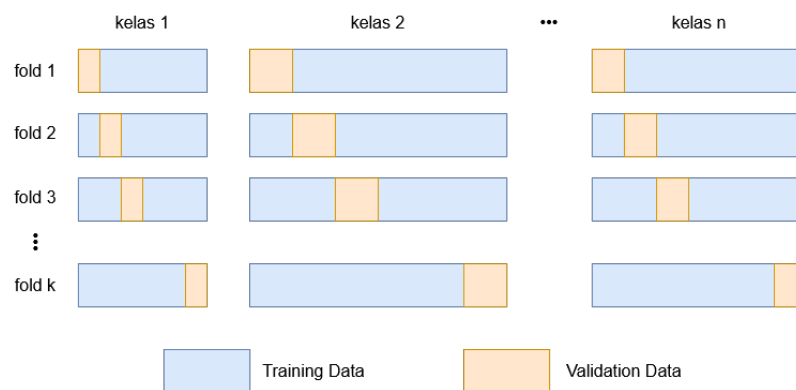 kelas 1 kelas 2 ••• kelas n
fold 1
fold 2
fold 3
fold k
Training Data Validation Data